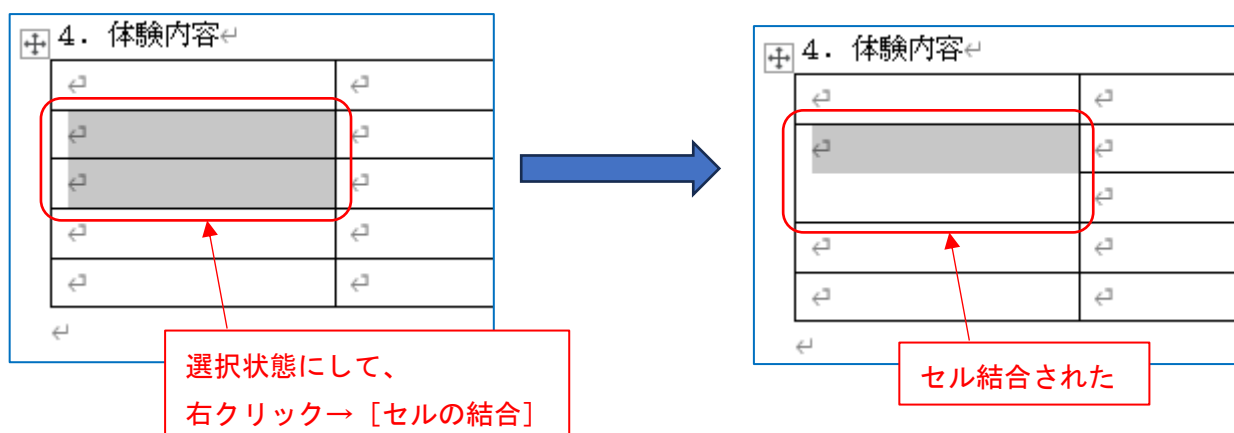 4．体験内容↵
選択状態にして、
右クリック→［セルの結合］
4．体験内容↵
セル結合された